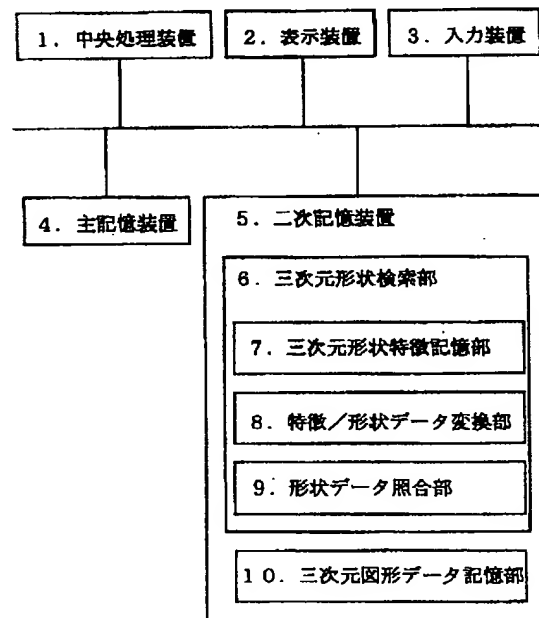 1．中央処理装置
2．表示装置
3．入力装置
4．主記憶装置
5．二次記憶装置
6．三次元形状検索部
7．三次元形状特徴記憶部
8．特徴／形状データ変換部
9．形状データ照合部
10．三次元図形データ記憶部